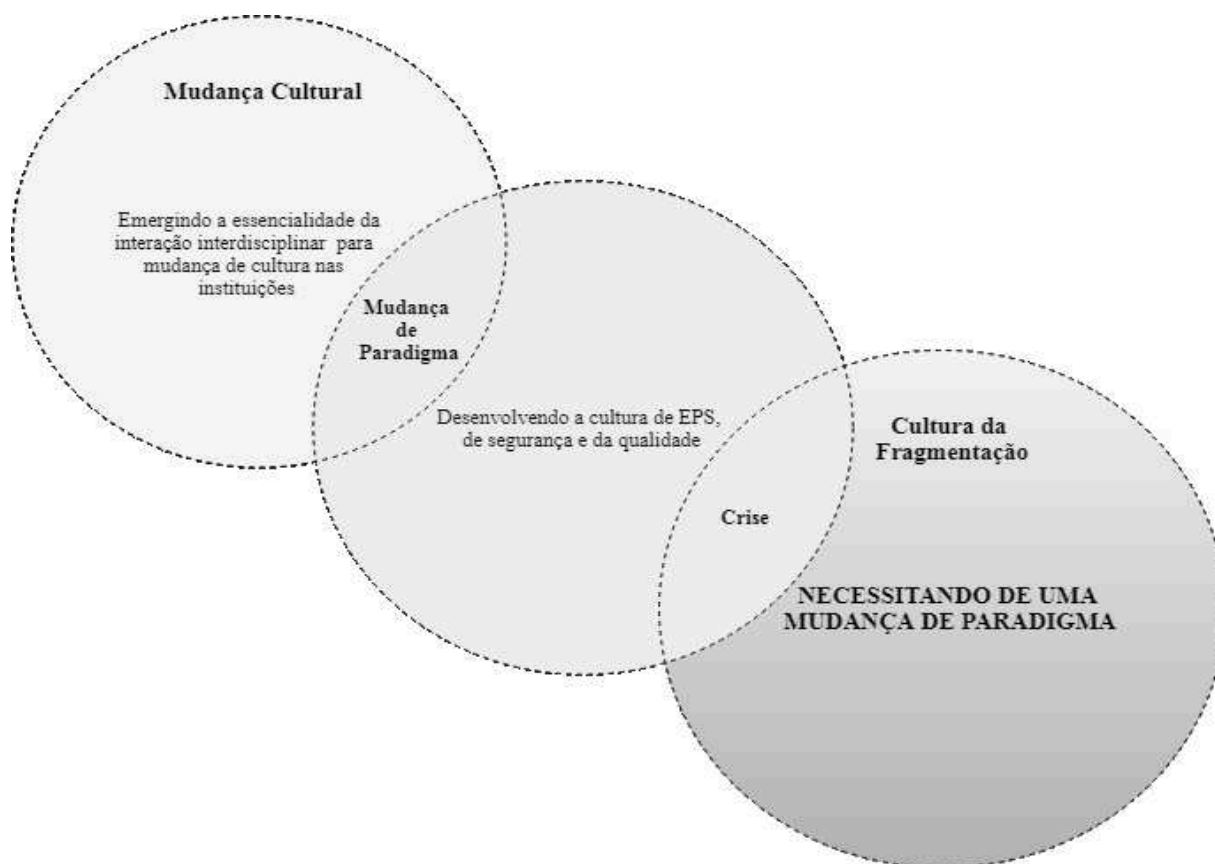 Mudança Cultural
Emergindo a essencialidade da
interação interdisciplinar para
mudança de cultura nas
instituições
Mudança
de
Paradigma
Desenvolvendo a cultura de EPS,
de segurança e da qualidade
Crise
Cultura da
Fragmentação
NECESSITANDO DE UMA
MUDANÇA DE PARADIGMA